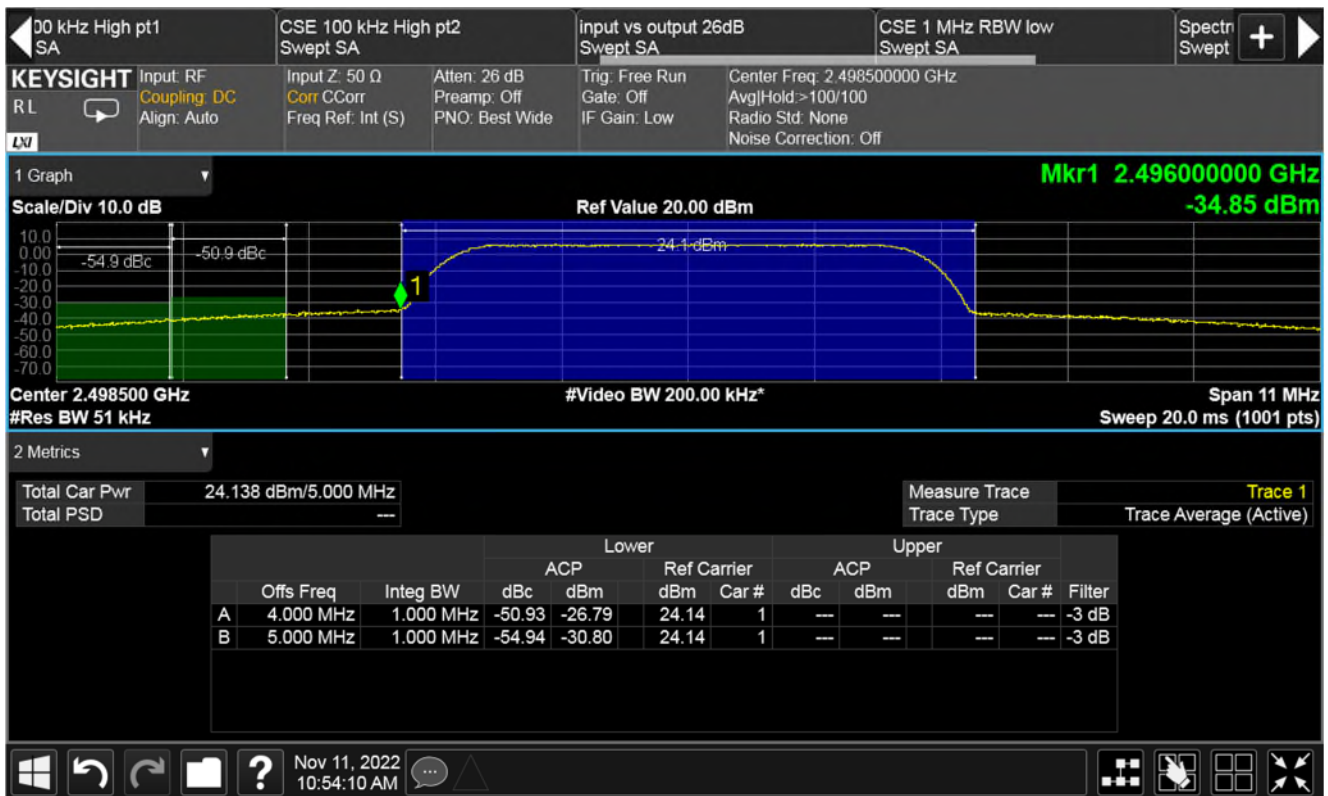 00 kHz High pt1
SA
CSE 100 kHz High pt2
Swept SA
input vs output 26dB
Swept SA
CSE 1 MHz RBW low
Swept SA
Spectr
Swept
+
KEYSIGHT
R L
LXI
Input: RF
Coupling: DC
Align: Auto
Input Z: 50 Ω
Corr CCorr
Freq Ref: Int (S)
Atten: 26 dB
Preamp: Off
PNO: Best Wide
Trig: Free Run
Gate: Off
IF Gain: Low
Center Freq: 2.498500000 GHz
Avg|Hold:>100/100
Radio Std: None
Noise Correction: Off
1 Graph
Mkr1 2.496000000 GHz
-34.85 dBm
Scale/Div 10.0 dB
Ref Value 20.00 dBm
10.0
0.00
-10.0
-20.0
-30.0
-40.0
-50.0
-60.0
-70.0
-54.9 dBc
-50.9 dBc
24.1 dBm
1
Center 2.498500 GHz
#Video BW 200.00 kHz*
Span 11 MHz
#Res BW 51 kHz
Sweep 20.0 ms (1001 pts)
2 Metrics
Total Car Pwr 24.138 dBm/5.000 MHz
Total PSD ---
Measure Trace Trace 1
Trace Type Trace Average (Active)
Lower Upper
ACP Ref Carrier ACP Ref Carrier
Offs Freq Integ BW dBc dBm dBm Car # dBc dBm dBm Car # Filter
A 4.000 MHz 1.000 MHz -50.93 -26.79 24.14 1 --- --- --- --- -3 dB
B 5.000 MHz 1.000 MHz -54.94 -30.80 24.14 1 --- --- --- --- -3 dB
?
Nov 11, 2022
10:54:10 AM